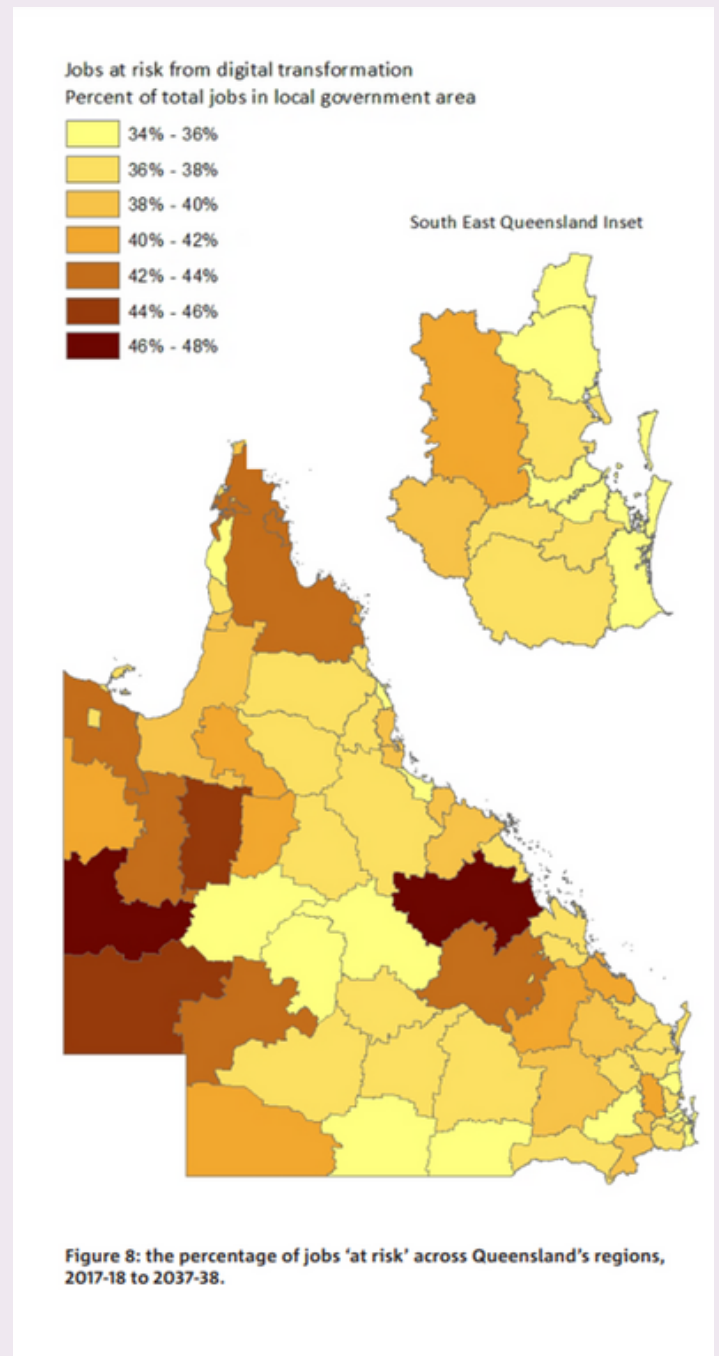 Jobs at risk from digital transformation
Percent of total jobs in local government area
34% - 36%
36% - 38%
38% - 40%
40% - 42%
42% - 44%
44% - 46%
46% - 48%
South East Queensland Inset
Figure 8: the percentage of jobs ‘at risk’ across Queensland’s regions,
2017-18 to 2037-38.